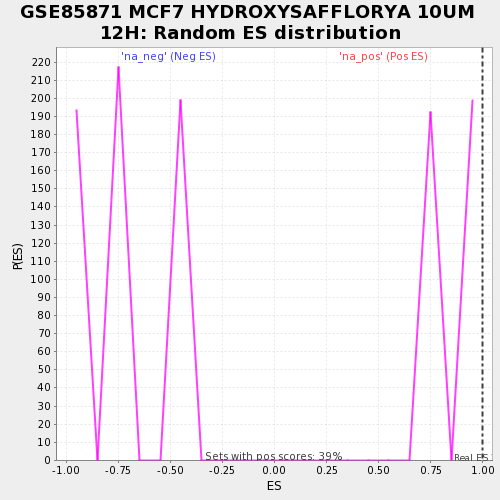 GSE85871 MCF7 HYDROXYSAFFLORYA 10UM
12H: Random ES distribution
'na_neg' (Neg ES) 'na_pos' (Pos ES)
220
210
200
190
180
170
160
150
140
130
120
110
100
90
80
70
60
50
40
30
20
10
0
P(ES)
Sets with pos scores: 39%
Real ES
-1.00 -0.75 -0.50 -0.25 0.00 0.25 0.50 0.75 1.00
ES